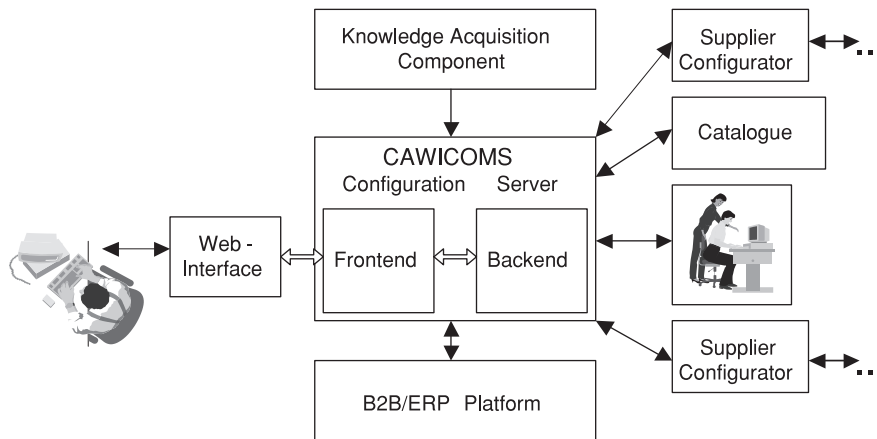 Knowledge Acquisition
Component
Supplier
Configurator
Catalogue
CAWICOMS
Configuration Server
Web -
Interface
Frontend
Backend
Supplier
Configurator
B2B/ERP Platform